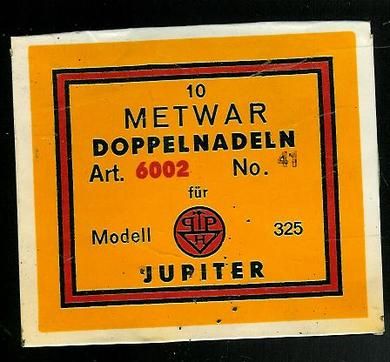 10
METWAR
DOPPELNADELN
Art. 6002 No. 41
für
Modell 325
JUPITER